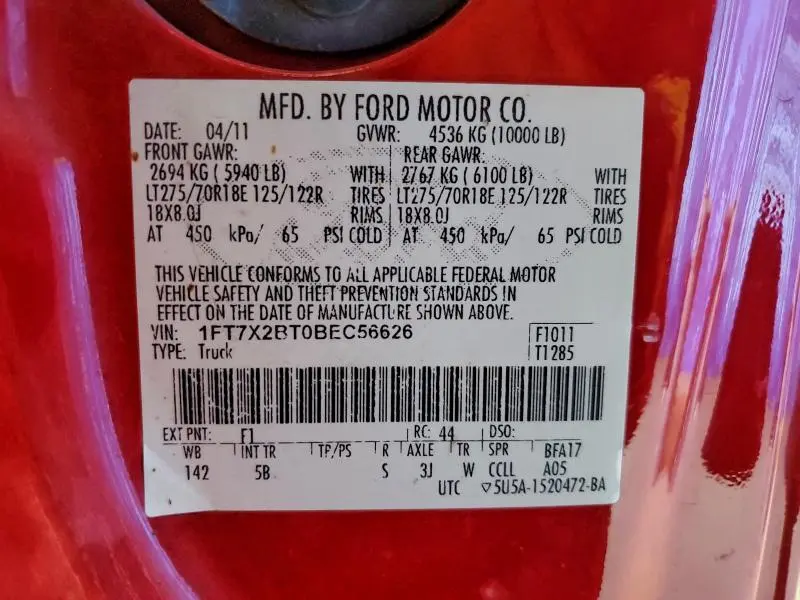 MFD. BY FORD MOTOR CO.
DATE: 04/11 GVWR: 4536 KG (10000 LB)
FRONT GAWR: REAR GAWR:
2694 KG ( 5940 LB) WITH 2767 KG ( 6100 LB) WITH
LT275/70R18E 125/122R TIRES LT275/70R18E 125/122R TIRES
18X8.0J RIMS 18X8.0J RIMS
AT 450 kPa/ 65 PSI COLD AT 450 kPa/ 65 PSI COLD
THIS VEHICLE CONFORMS TO ALL APPLICABLE FEDERAL MOTOR
VEHICLE SAFETY AND THEFT PREVENTION STANDARDS IN
EFFECT ON THE DATE OF MANUFACTURE SHOWN ABOVE.
VIN: 1FT7X2BT0BEC56626 F1011
TYPE: Truck T1285
EXT PNT: F1 RC: 44 DSO:
WB INT TR TP/PS R AXLE TR SPR BFA17
142 5B S 3J W CCLL A05
UTC ▽5U5A-1520472-BA